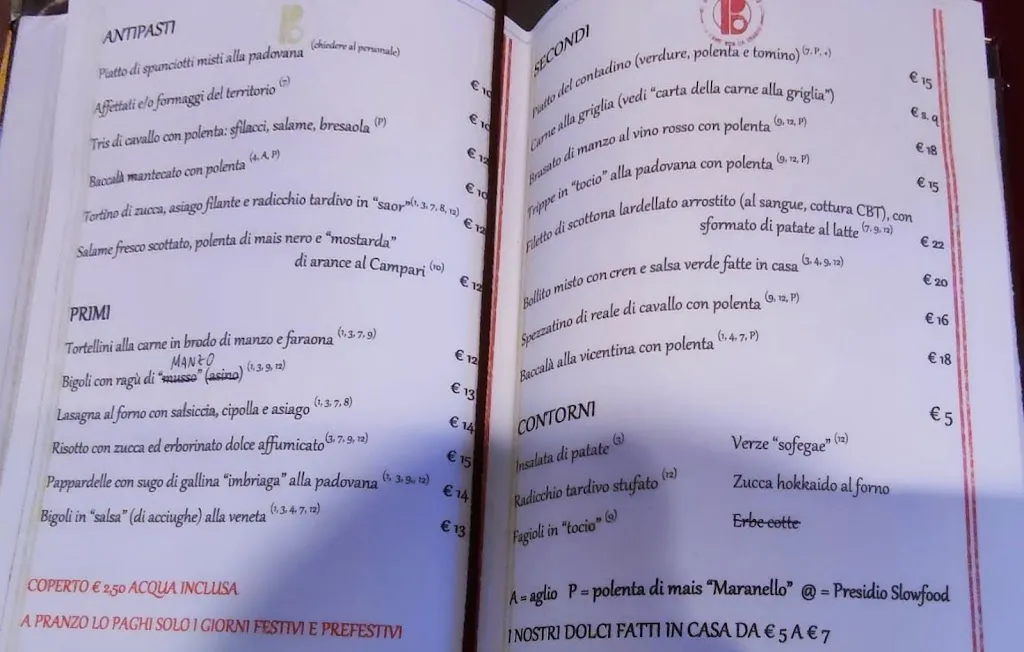 ANTIPASTI
Piatto di spunciotti misti alla padovana (chiedere al personale)
€ 10
Affettati e/o formaggi del territorio (7)
€ 10
Tris di cavallo con polenta: sfilacci, salame, bresaola (P)
€ 12
Baccalà mantecato con polenta (4, A, P)
€ 10
Tortino di zucca, asiago filante e radicchio tardivo in "saor" (1, 3, 7, 8, 12)
€ 12
Salame fresco scottato, polenta di mais nero e "mostarda"
di arance al Campari (10)
€ 12
PRIMI
Tortellini alla carne in brodo di manzo e faraona (1, 3, 7, 9)
€ 12
MANZO
Bigoli con ragù di "musso" (asino) (1, 3, 9, 12)
€ 13
Lasagna al forno con salsiccia, cipolla e asiago (1, 3, 7, 8)
€ 14
Risotto con zucca ed erborinato dolce affumicato (3, 7, 9, 12)
€ 15
Pappardelle con sugo di gallina "imbriaga" alla padovana (1, 3, 9,, 12)
€ 14
Bigoli in "salsa" (di acciughe) alla veneta (1, 3, 4, 7, 12)
€ 13
COPERTO € 2,50 ACQUA INCLUSA
A PRANZO LO PAGHI SOLO I GIORNI FESTIVI E PREFESTIVI
SECONDI
Piatto del contadino (verdure, polenta e tomino)
€ 15
Carne alla griglia (vedi "carta della carne alla griglia")
€ s. q
Brasato di manzo al vino rosso con polenta (9, 12, P)
€ 18
Trippe in "tocio" alla padovana con polenta (9, 12, P)
€ 15
Filetto di scottona lardellato arrostito (al sangue, cottura CBT), con
sformato di patate al latte (7, 9, 12)
€ 22
Bollito misto con cren e salsa verde fatte in casa (3, 4, 9, 12)
€ 20
Spezzatino di reale di cavallo con polenta (9, 12, P)
€ 16
Baccalà alla vicentina con polenta (1, 4, 7, P)
€ 18
CONTORNI
€ 5
Insalata di patate (3)
Verze "sofegae" (12)
Radicchio tardivo stufato (12)
Zucca hokkaido al forno
Fagioli in "tocio" (9)
Erbe cotte
A = aglio P = polenta di mais "Maranello" @ = Presidio Slowfood
I NOSTRI DOLCI FATTI IN CASA DA € 5 A € 7